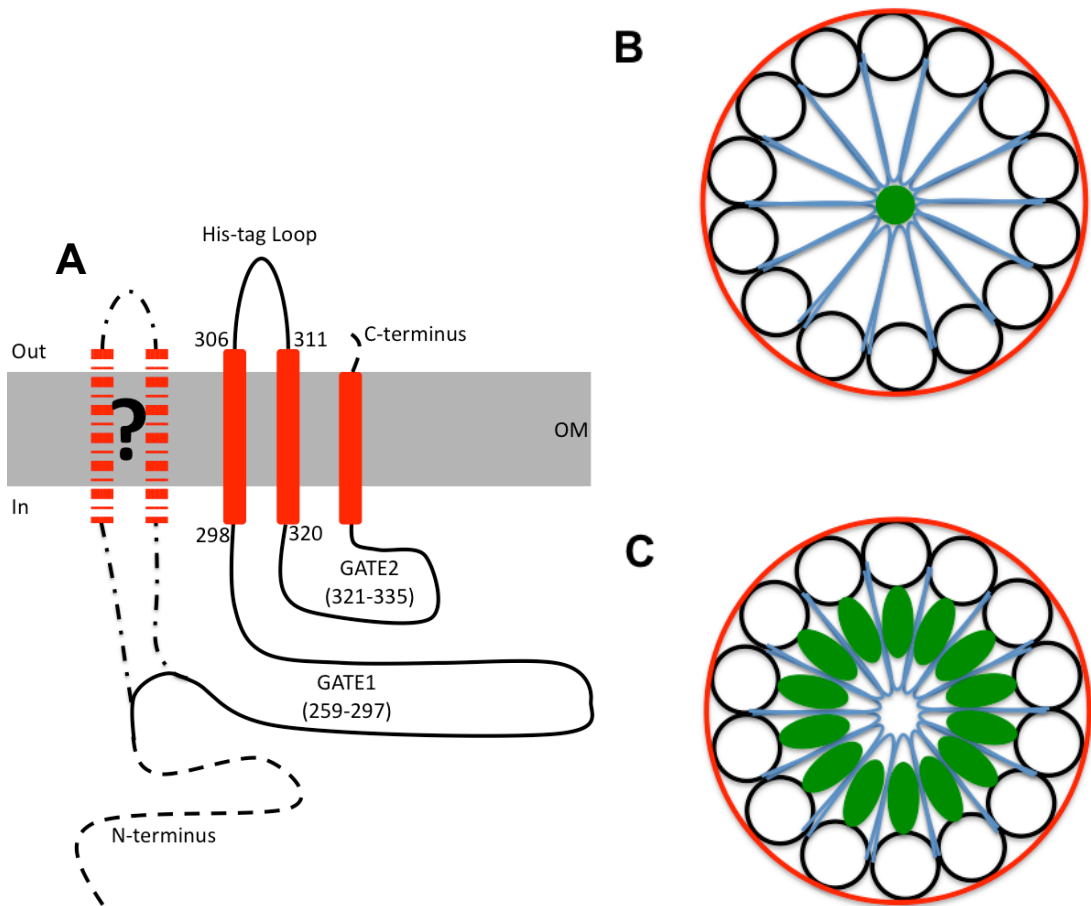 B
His-tag Loop
A
306
311
C-terminus
Out
?
OM
In
298
320
GATE2
(321-335)
C
GATE1
(259-297)
N-terminus